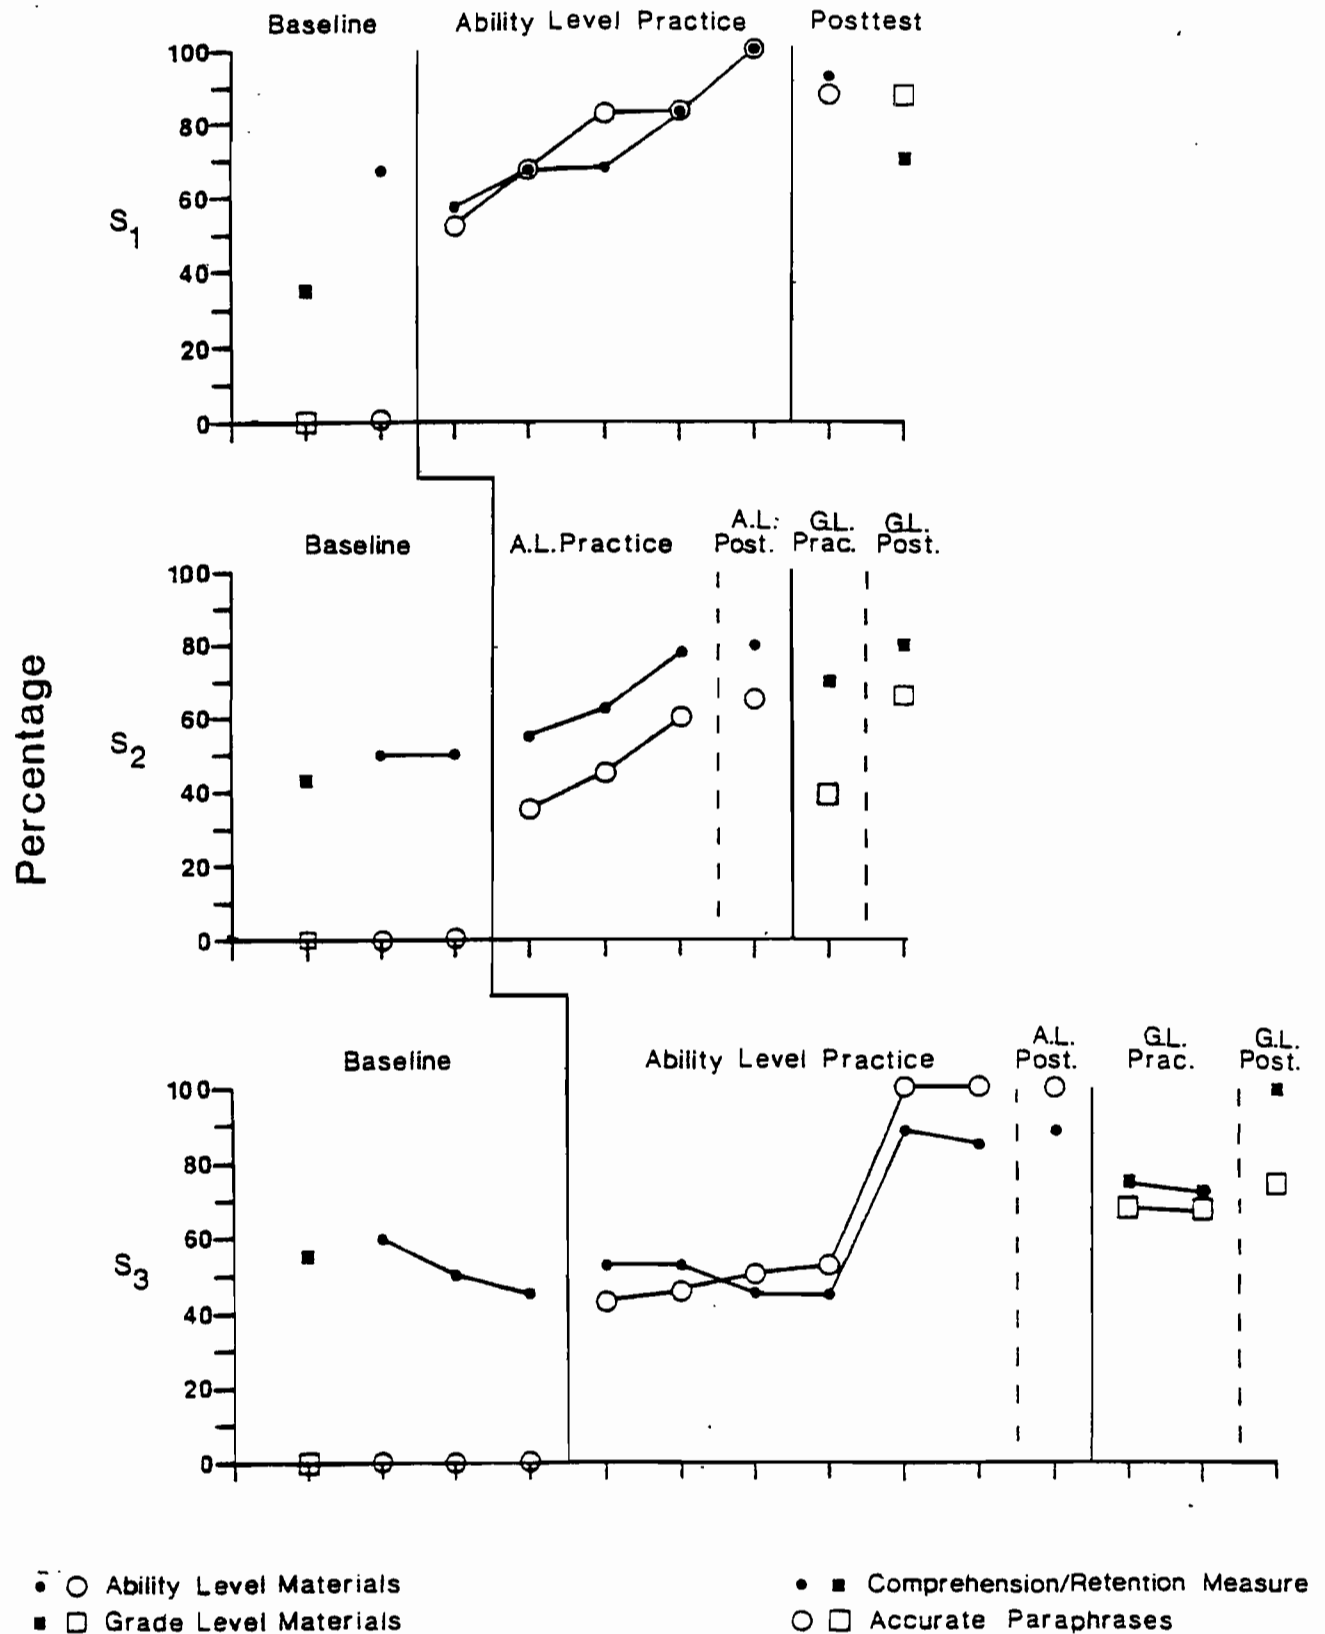 Baseline Ability Level Practice Posttest
100
80
60
40
20
0
S1
Baseline A.L.Practice A.L. Post. G.L. Prac. G.L. Post.
100
80
60
40
20
0
S2
Percentage
Baseline Ability Level Practice A.L. Post. G.L. Prac. G.L. Post.
100
80
60
40
20
0
S3
Ability Level Materials
Grade Level Materials
Comprehension/Retention Measure
Accurate Paraphrases